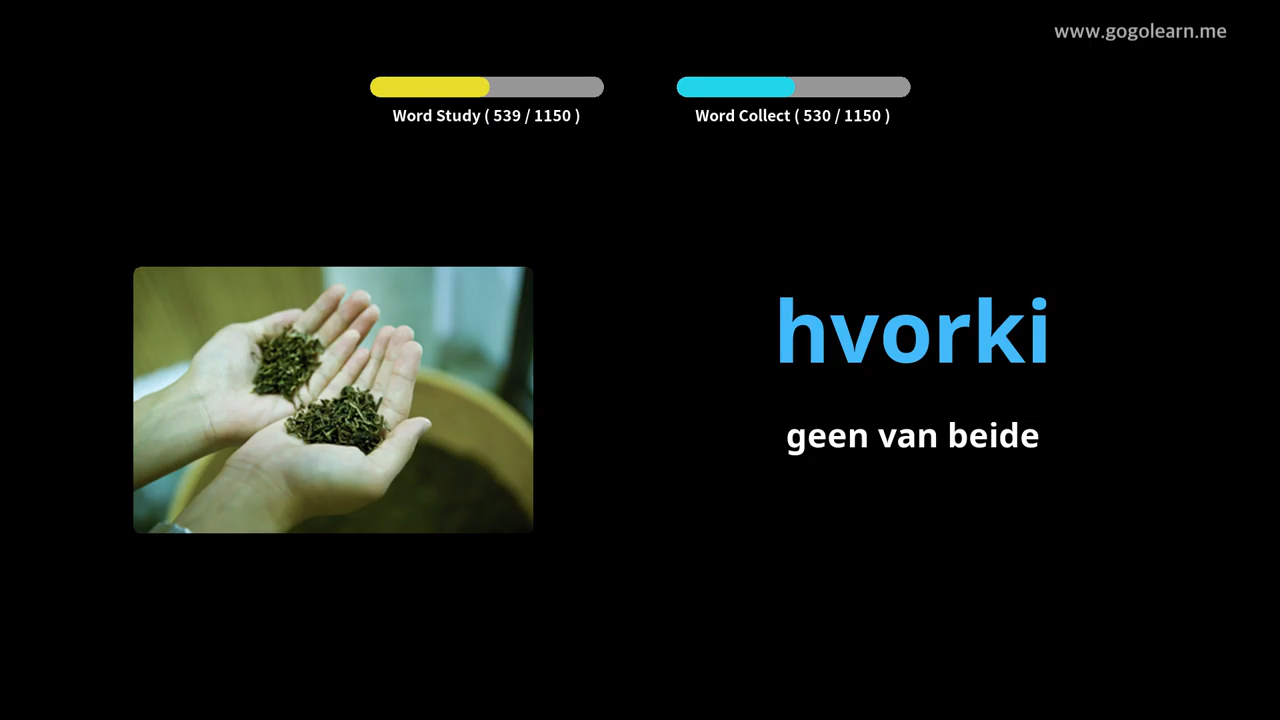 www.gogolearn.me
Word Study ( 539 / 1150 )
Word Collect ( 530 / 1150 )
hvorki
geen van beide